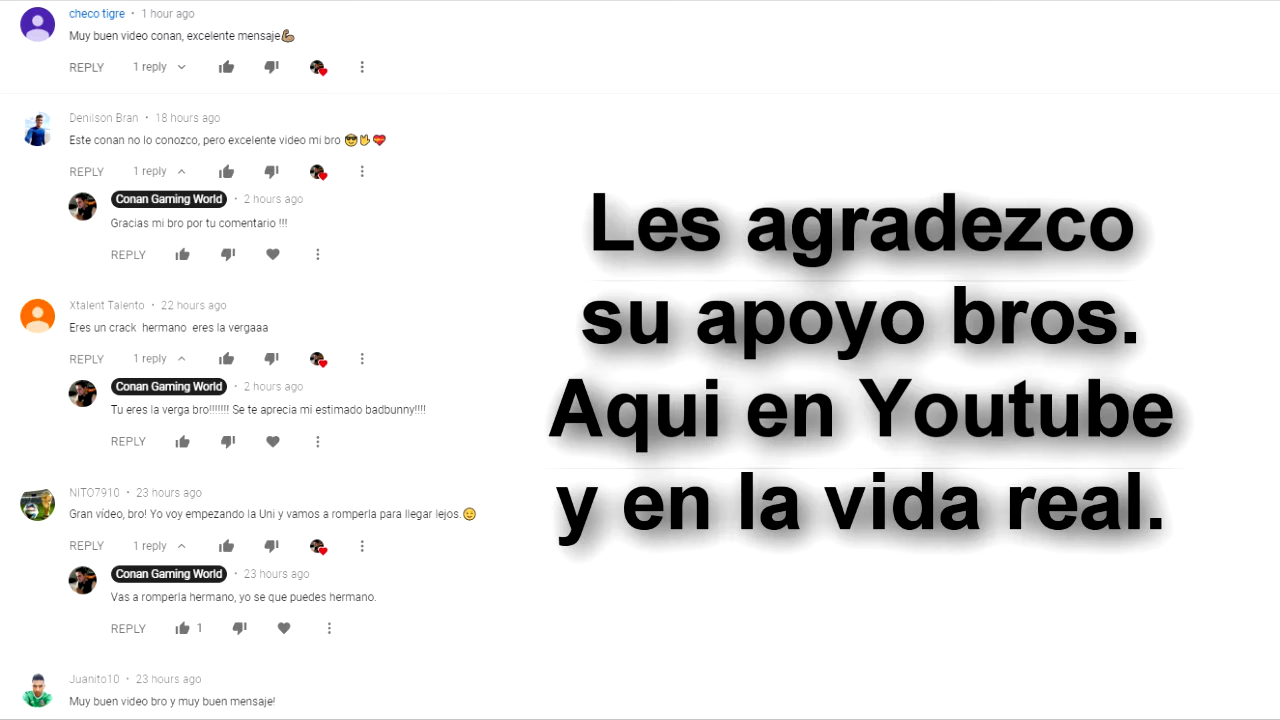 checo tigre • 1 hour ago
Muy buen video conan, excelente mensaje💪🏽
REPLY 1 reply
Denilson Bran • 18 hours ago
Este conan no lo conozco, pero excelente video mi bro 😎🤟💝
REPLY 1 reply
Conan Gaming World • 2 hours ago
Gracias mi bro por tu comentario !!!
REPLY
Xtalent Talento • 22 hours ago
Eres un crack hermano eres la vergaaa
REPLY 1 reply
Conan Gaming World • 2 hours ago
Tu eres la verga bro!!!!!!! Se te aprecia mi estimado badbunny!!!!
REPLY
NITO7910 • 23 hours ago
Gran vídeo, bro! Yo voy empezando la Uni y vamos a romperla para llegar lejos.😉
REPLY 1 reply
Conan Gaming World • 23 hours ago
Vas a romperla hermano, yo se que puedes hermano.
REPLY 1
Juanito10 • 23 hours ago
Muy buen video bro y muy buen mensaje!
Les agradezco
su apoyo bros.
Aqui en Youtube
y en la vida real.